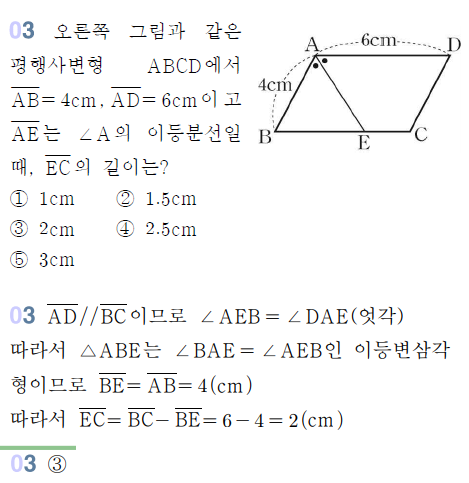 03 오른쪽 그림과 같은
평행사변형 ABCD에서
AB=4cm, AD=6cm이고
AE는 ∠A의 이등분선일
때, EC의 길이는?
① 1cm ② 1.5cm
③ 2cm ④ 2.5cm
⑤ 3cm
A 6cm D
4cm
B E C
03 AD//BC이므로 ∠AEB=∠DAE(엇각)
따라서 △ABE는 ∠BAE=∠AEB인 이등변삼각
형이므로 BE=AB=4(cm)
따라서 EC=BC-BE=6-4=2(cm)
03 ③